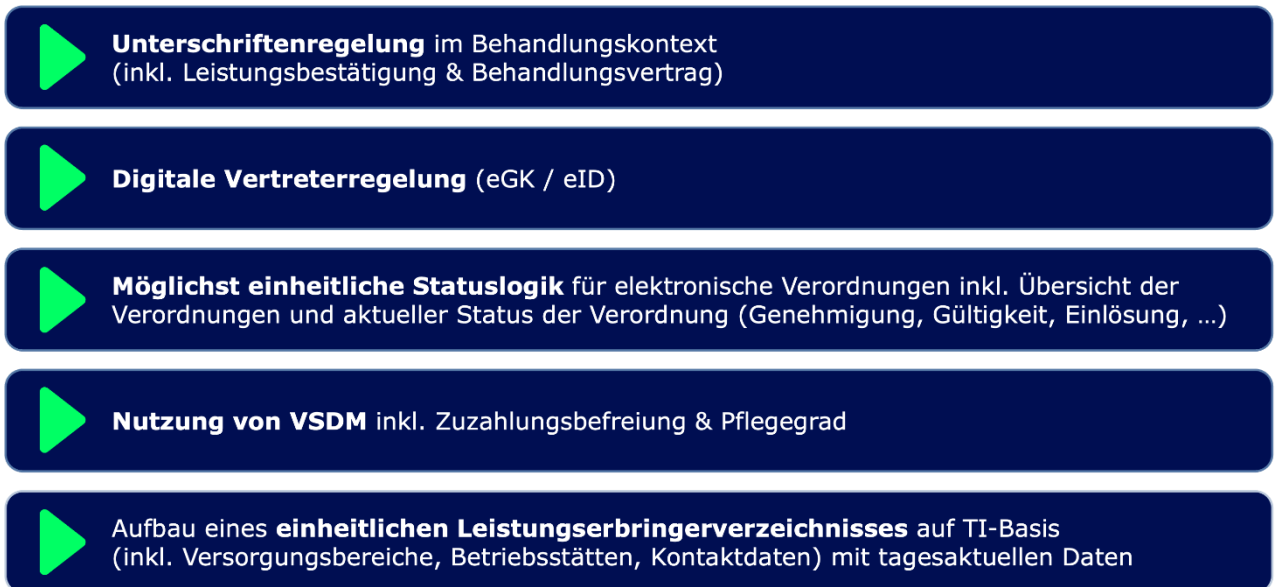 Unterschriftenregelung im Behandlungskontext
(inkl. Leistungsbestätigung & Behandlungsvertrag)
Digitale Vertreterregelung (eGK / eID)
Möglichst einheitliche Statuslogik für elektronische Verordnungen inkl. Übersicht der
Verordnungen und aktueller Status der Verordnung (Genehmigung, Gültigkeit, Einlösung, ...)
Nutzung von VSDM inkl. Zuzahlungsbefreiung & Pflegegrad
Aufbau eines einheitlichen Leistungserbringerverzeichnisses auf TI-Basis
(inkl. Versorgungsbereiche, Betriebsstätten, Kontaktdaten) mit tagesaktuellen Daten